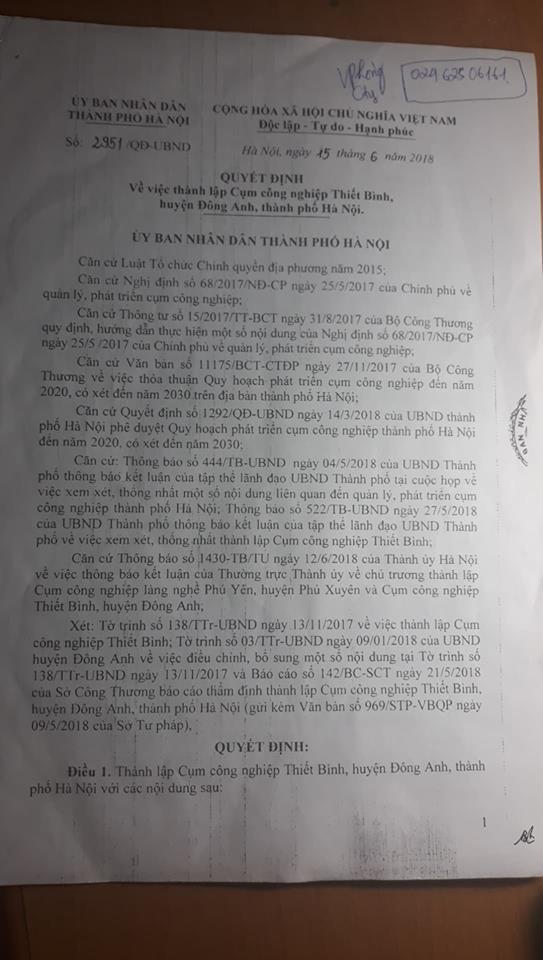 VPhòng
Cty
024 625 06161.
ỦY BAN NHÂN DÂN
THÀNH PHỐ HÀ NỘI
CỘNG HÒA XÃ HỘI CHỦ NGHĨA VIỆT NAM
Độc lập - Tự do - Hạnh phúc
Số: 2951/QĐ-UBND
Hà Nội, ngày 15 tháng 6 năm 2018
QUYẾT ĐỊNH
Về việc thành lập Cụm công nghiệp Thiết Bình,
huyện Đông Anh, thành phố Hà Nội.
ỦY BAN NHÂN DÂN THÀNH PHỐ HÀ NỘI
Căn cứ Luật Tổ chức Chính quyền địa phương năm 2015;
Căn cứ Nghị định số 68/2017/NĐ-CP ngày 25/5/2017 của Chính phủ về
quản lý, phát triển cụm công nghiệp;
Căn cứ Thông tư số 15/2017/TT-BCT ngày 31/8/2017 của Bộ Công Thương
quy định, hướng dẫn thực hiện một số nội dung của Nghị định số 68/2017/NĐ-CP
ngày 25/5 /2017 của Chính phủ về quản lý, phát triển cụm công nghiệp;
Căn cứ Văn bản số 11175/BCT-CTĐP ngày 27/11/2017 của Bộ Công
Thương về việc thỏa thuận Quy hoạch phát triển cụm công nghiệp đến năm
2020, có xét đến năm 2030 trên địa bàn thành phố Hà Nội;
Căn cứ Quyết định số 1292/QĐ-UBND ngày 14/3/2018 của UBND thành
phố Hà Nội phê duyệt Quy hoạch phát triển cụm công nghiệp thành phố Hà Nội
đến năm 2020, có xét đến năm 2030;
Căn cứ: Thông báo số 444/TB-UBND ngày 04/5/2018 của UBND Thành
phố thông báo kết luận của tập thể lãnh đạo UBND Thành phố tại cuộc họp về
việc xem xét, thống nhất một số nội dung liên quan đến quản lý, phát triển cụm
công nghiệp thành phố Hà Nội; Thông báo số 522/TB-UBND ngày 27/5/2018
của UBND Thành phố thông báo kết luận của tập thể lãnh đạo UBND Thành
phố về việc xem xét, thống nhất thành lập Cụm công nghiệp Thiết Bình;
Căn cứ Thông báo số 1430-TB/TU ngày 12/6/2018 của Thành ủy Hà Nội
về việc thông báo kết luận của Thường trực Thành ủy về chủ trương thành lập
Cụm công nghiệp làng nghề Phú Yên, huyện Phú Xuyên và Cụm công nghiệp
Thiết Bình, huyện Đông Anh;
Xét: Tờ trình số 138/TTr-UBND ngày 13/11/2017 về việc thành lập Cụm
công nghiệp Thiết Bình; Tờ trình số 03/TTr-UBND ngày 09/01/2018 của UBND
huyện Đông Anh về việc điều chỉnh, bổ sung một số nội dung tại Tờ trình số
138/TTr-UBND ngày 13/11/2017 và Báo cáo số 142/BC-SCT ngày 21/5/2018
của Sở Công Thương báo cáo thẩm định thành lập Cụm công nghiệp Thiết Bình,
huyện Đông Anh, thành phố Hà Nội (gửi kèm Văn bản số 969/STP-VBQP ngày
09/5/2018 của Sở Tư pháp),
QUYẾT ĐỊNH:
Điều 1. Thành lập Cụm công nghiệp Thiết Bình, huyện Đông Anh, thành
phố Hà Nội với các nội dung sau:
1
BAN NH